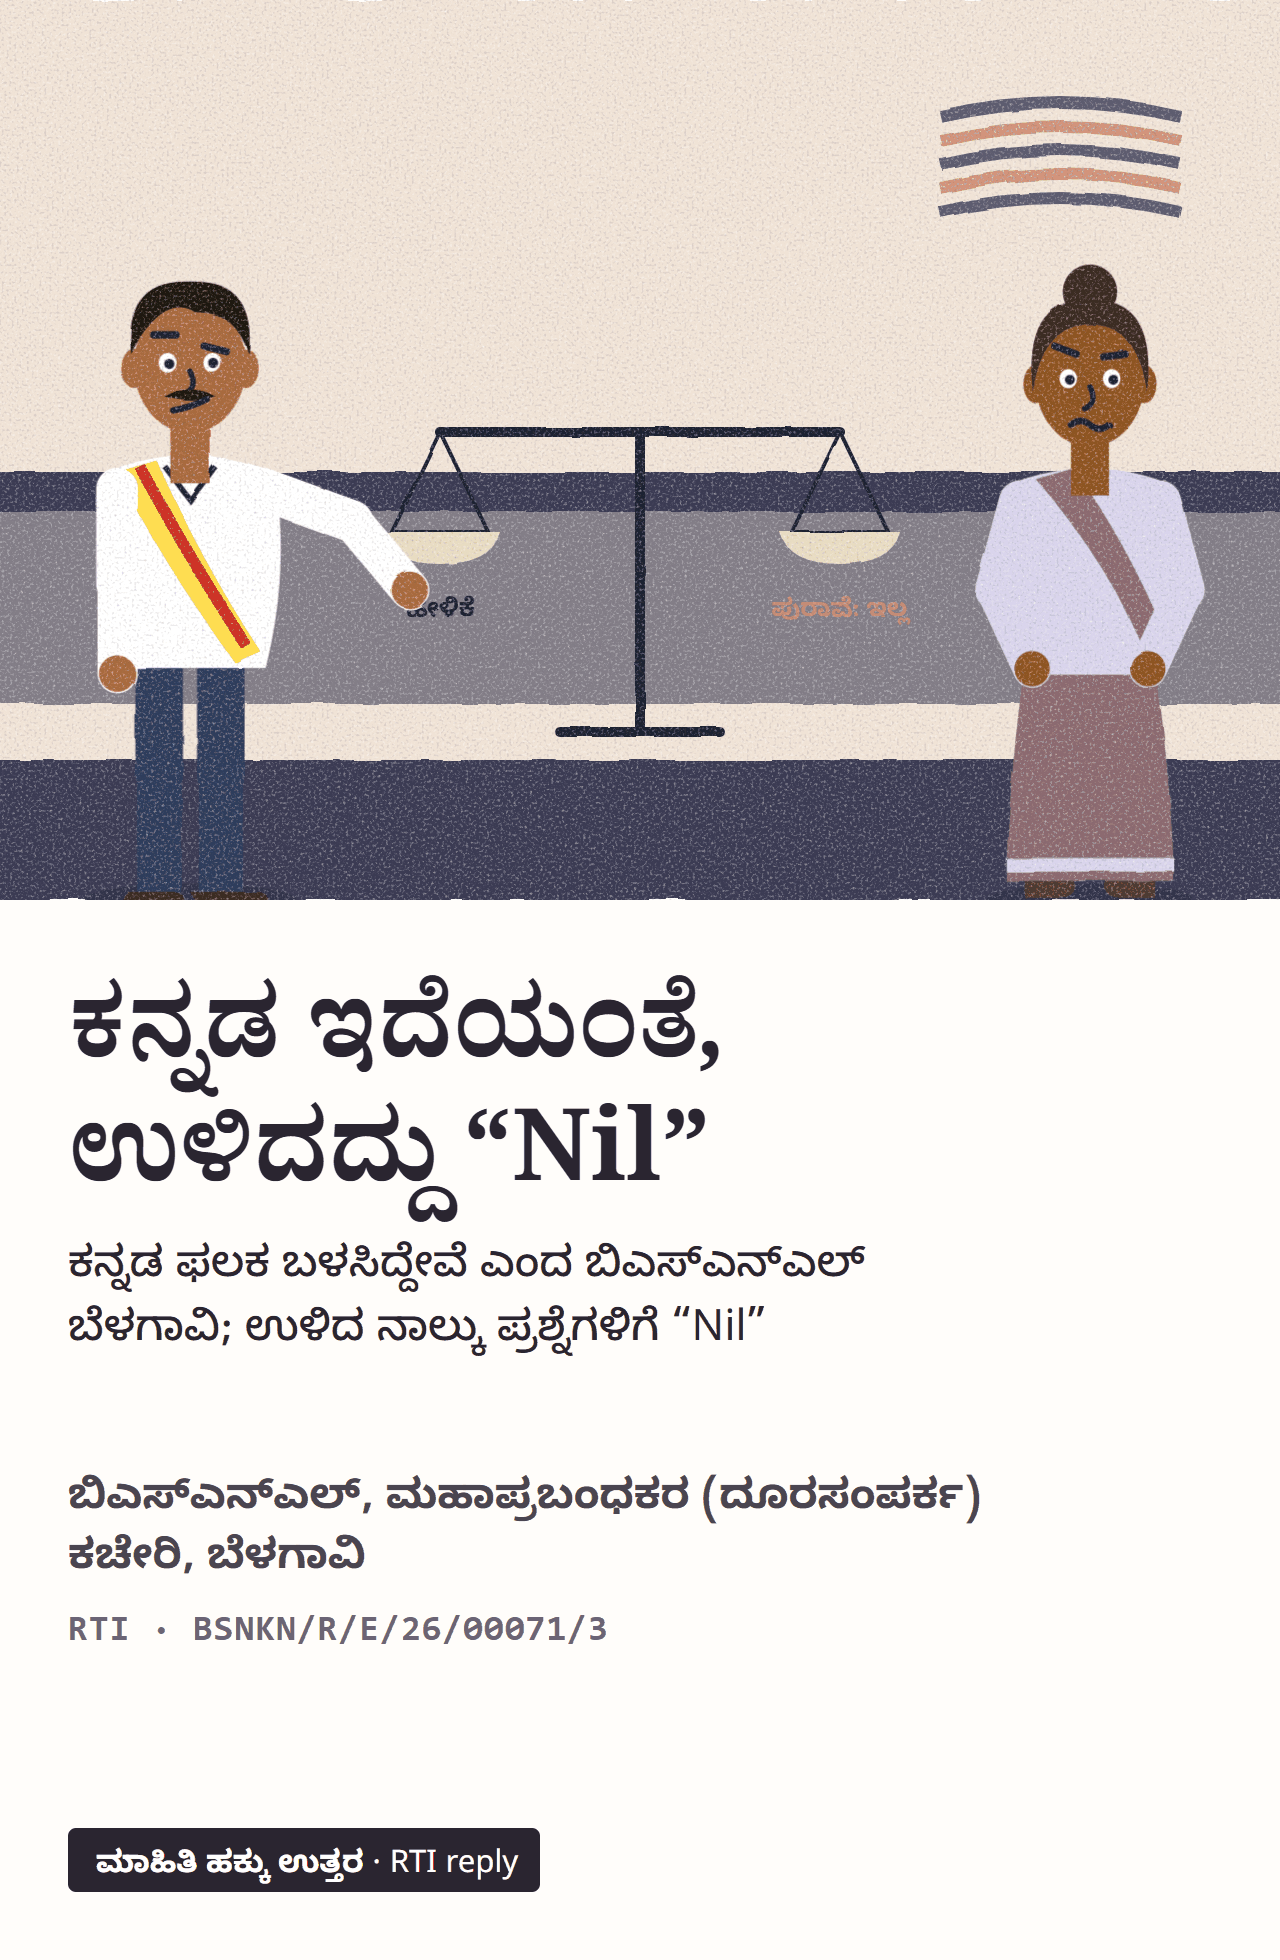 ಪುರಾವೆ: ಇಲ್ಲ
ಕನ್ನಡ ಇದೆಯಂತೆ,
ಉಳಿದದ್ದು “Nil”
ಕನ್ನಡ ಫಲಕ ಬಳಸಿದ್ದೇವೆ ಎಂದ ಬಿಎಸ್ಎನ್ಎಲ್
ಬೆಳಗಾವಿ; ಉಳಿದ ನಾಲ್ಕು ಪ್ರಶ್ನೆಗಳಿಗೆ “Nil”
ಬಿಎಸ್ಎನ್ಎಲ್, ಮಹಾಪ್ರಬಂಧಕರ (ದೂರಸಂಪರ್ಕ)
ಕಚೇರಿ, ಬೆಳಗಾವಿ
RTI · BSNKN/R/E/26/00071/3
ಮಾಹಿತಿ ಹಕ್ಕು ಉತ್ತರ · RTI reply